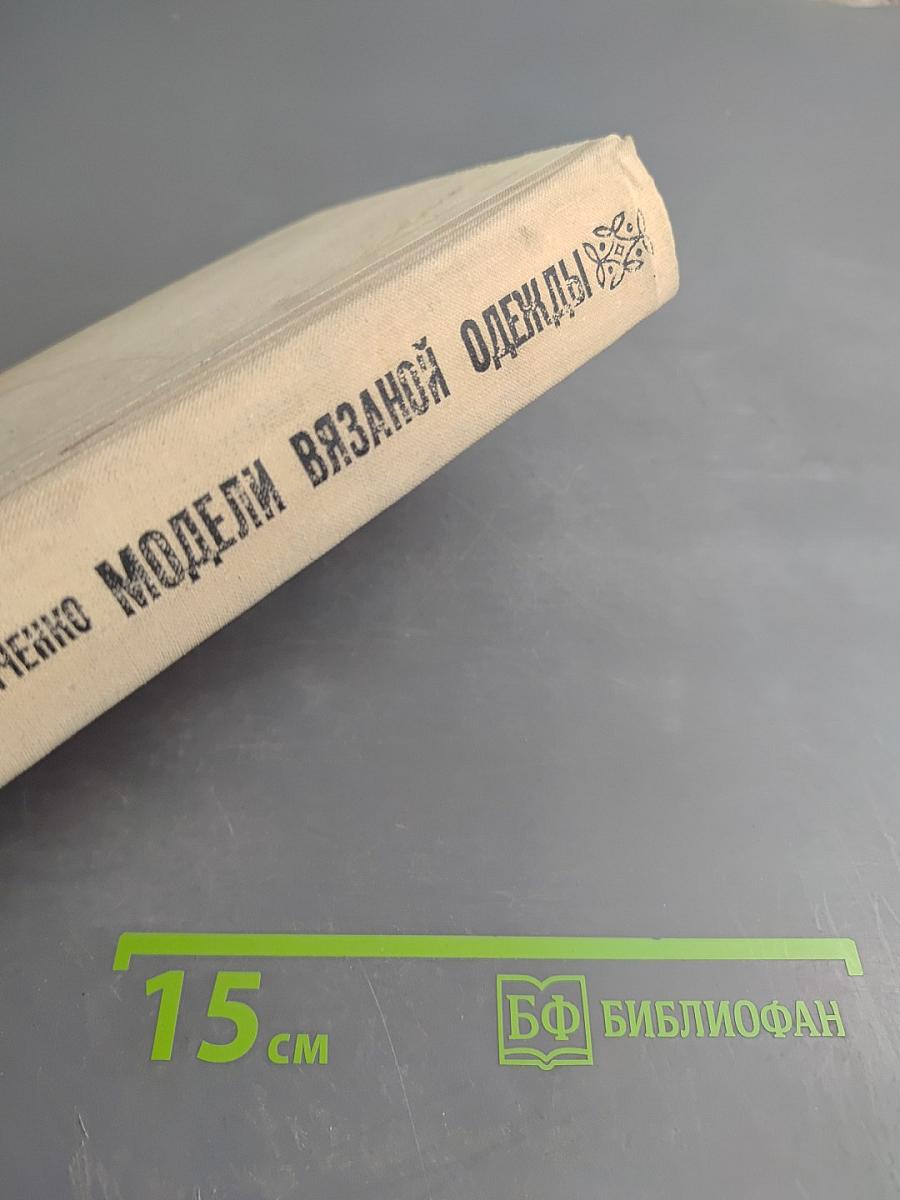 МОДЕЛИ ВЯЗАНОЙ ОДЕЖДЫ
15 см
БФ БИБЛИОФАН